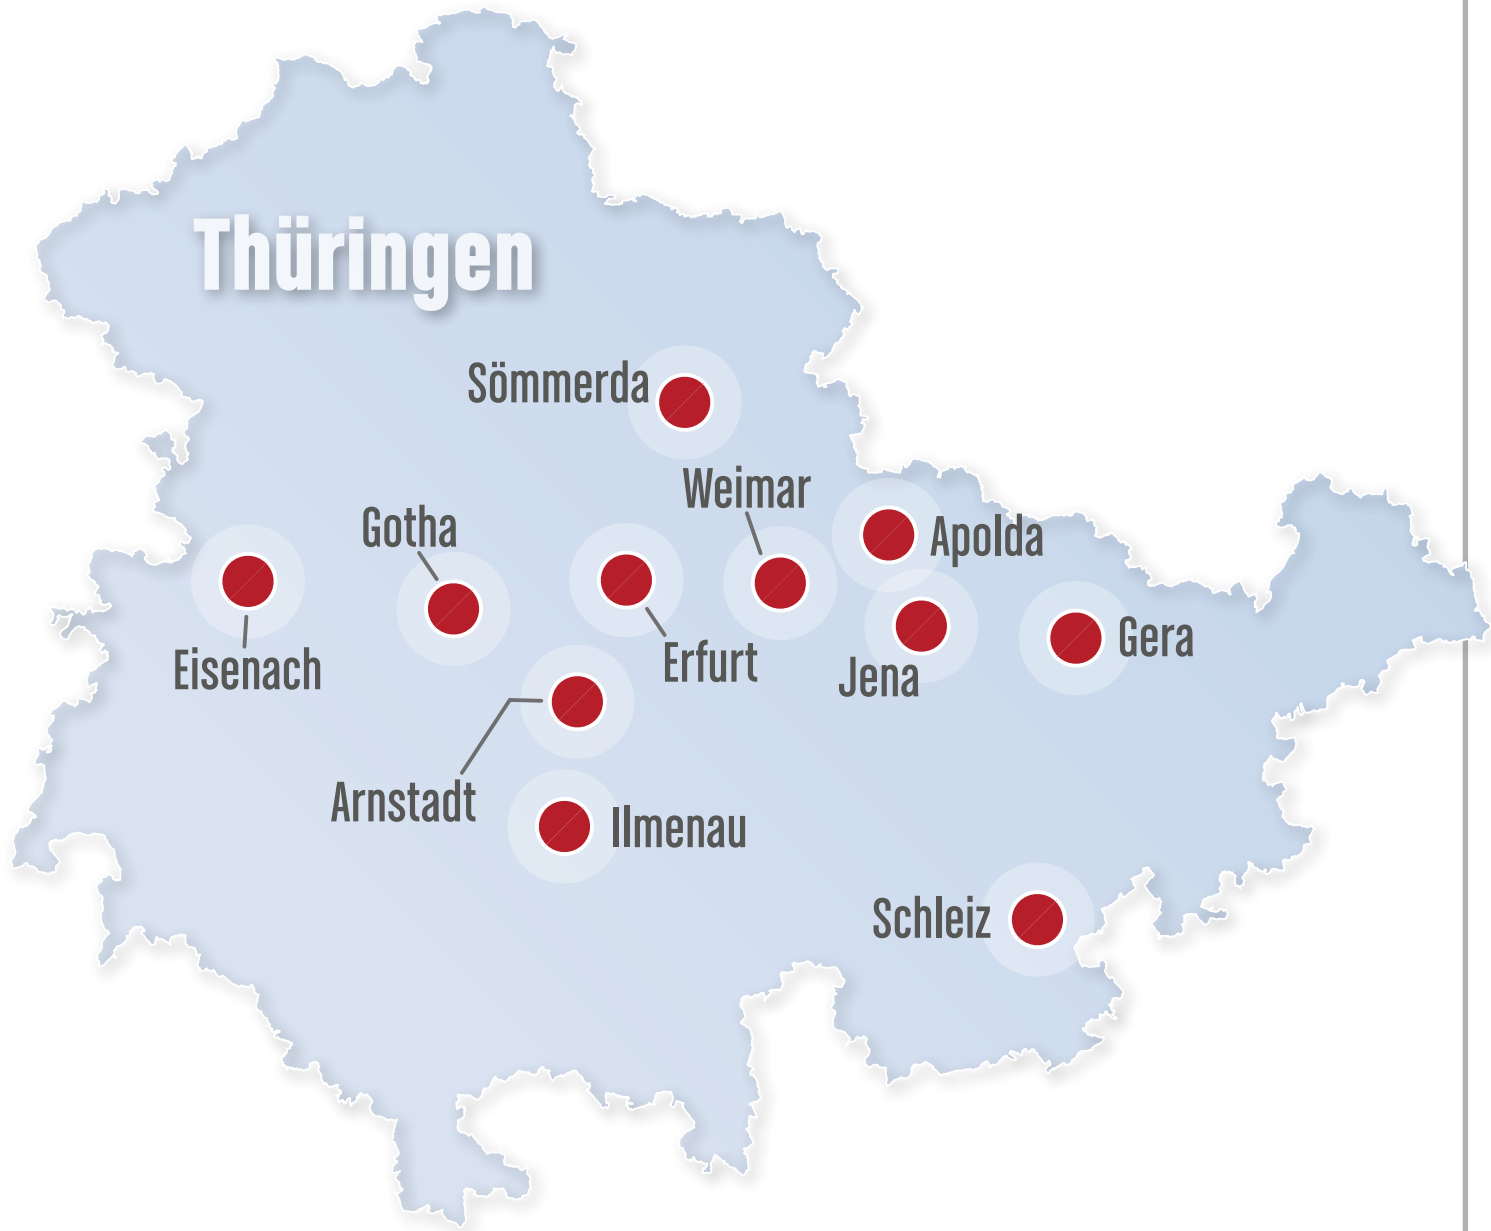 Thüringen
Sömmerda
Weimar
Gotha
Apolda
Eisenach
Erfurt
Jena
Gera
Arnstadt
Ilmenau
Schleiz